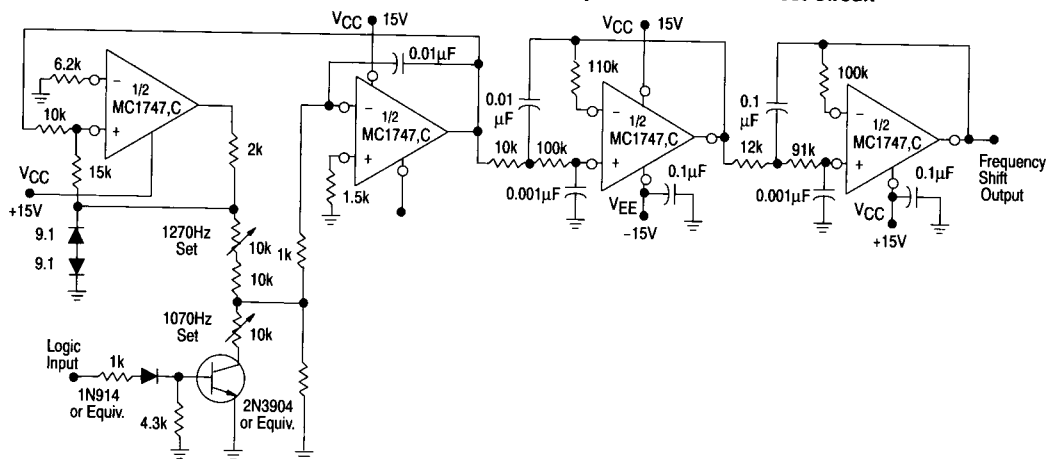 VCC 15V
0.01µF
6.2k
1/2
MC1747,C
10k
15k
2k
VCC
+15V
9.1
9.1
1270Hz
Set
10k
10k
1k
1070Hz
Set
10k
Logic
Input
1k
1N914
or Equiv.
4.3k
2N3904
or Equiv.
1/2
MC1747,C
1.5k
VCC 15V
110k
0.01
µF
10k
100k
0.001µF
1/2
MC1747,C
0.1µF
VEE
–15V
100k
0.1
µF
12k
91k
0.001µF
1/2
MC1747,C
0.1µF
VCC
+15V
Frequency
Shift
Output